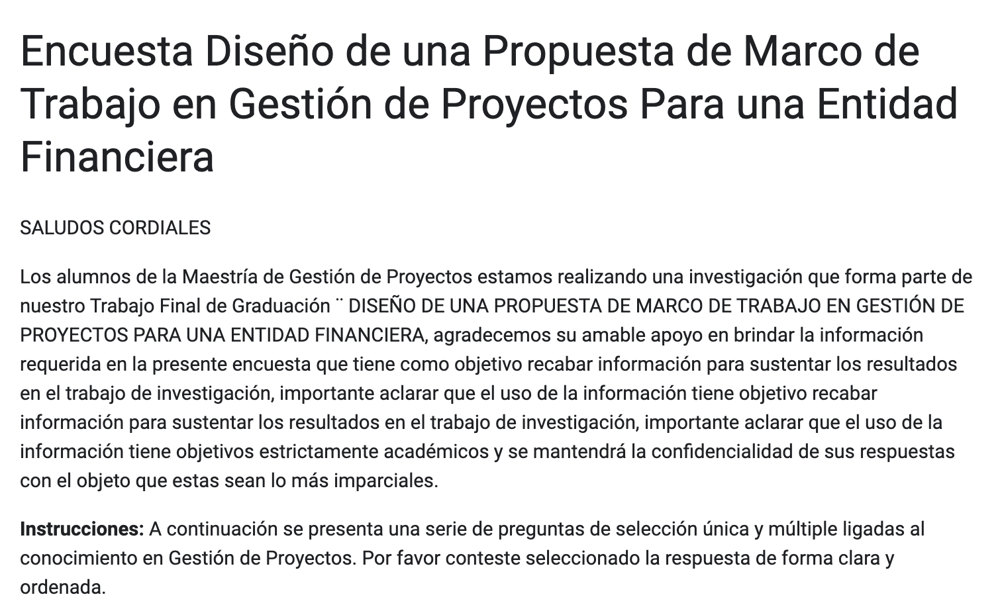 Encuesta Diseño de una Propuesta de Marco de
Trabajo en Gestión de Proyectos Para una Entidad
Financiera
SALUDOS CORDIALES
Los alumnos de la Maestría de Gestión de Proyectos estamos realizando una investigación que forma parte de
nuestro Trabajo Final de Graduación ¨ DISEÑO DE UNA PROPUESTA DE MARCO DE TRABAJO EN GESTIÓN DE
PROYECTOS PARA UNA ENTIDAD FINANCIERA, agradecemos su amable apoyo en brindar la información
requerida en la presente encuesta que tiene como objetivo recabar información para sustentar los resultados
en el trabajo de investigación, importante aclarar que el uso de la información tiene objetivo recabar
información para sustentar los resultados en el trabajo de investigación, importante aclarar que el uso de la
información tiene objetivos estrictamente académicos y se mantendrá la confidencialidad de sus respuestas
con el objeto que estas sean lo más imparciales.
Instrucciones: A continuación se presenta una serie de preguntas de selección única y múltiple ligadas al
conocimiento en Gestión de Proyectos. Por favor conteste seleccionado la respuesta de forma clara y
ordenada.